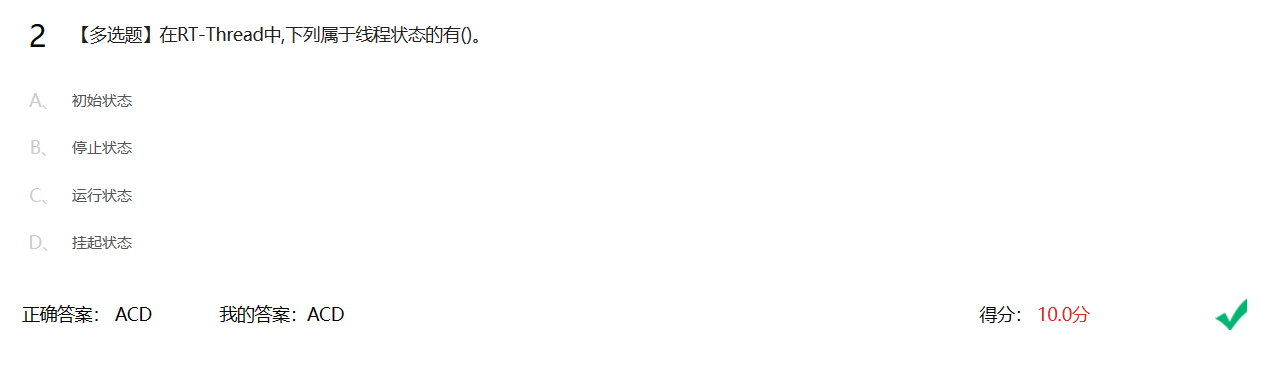 2 【多选题】在RT-Thread中,下列属于线程状态的有()。
A、 初始状态
B、 停止状态
C、 运行状态
D、 挂起状态
正确答案： ACD 我的答案：ACD 得分： 10.0分